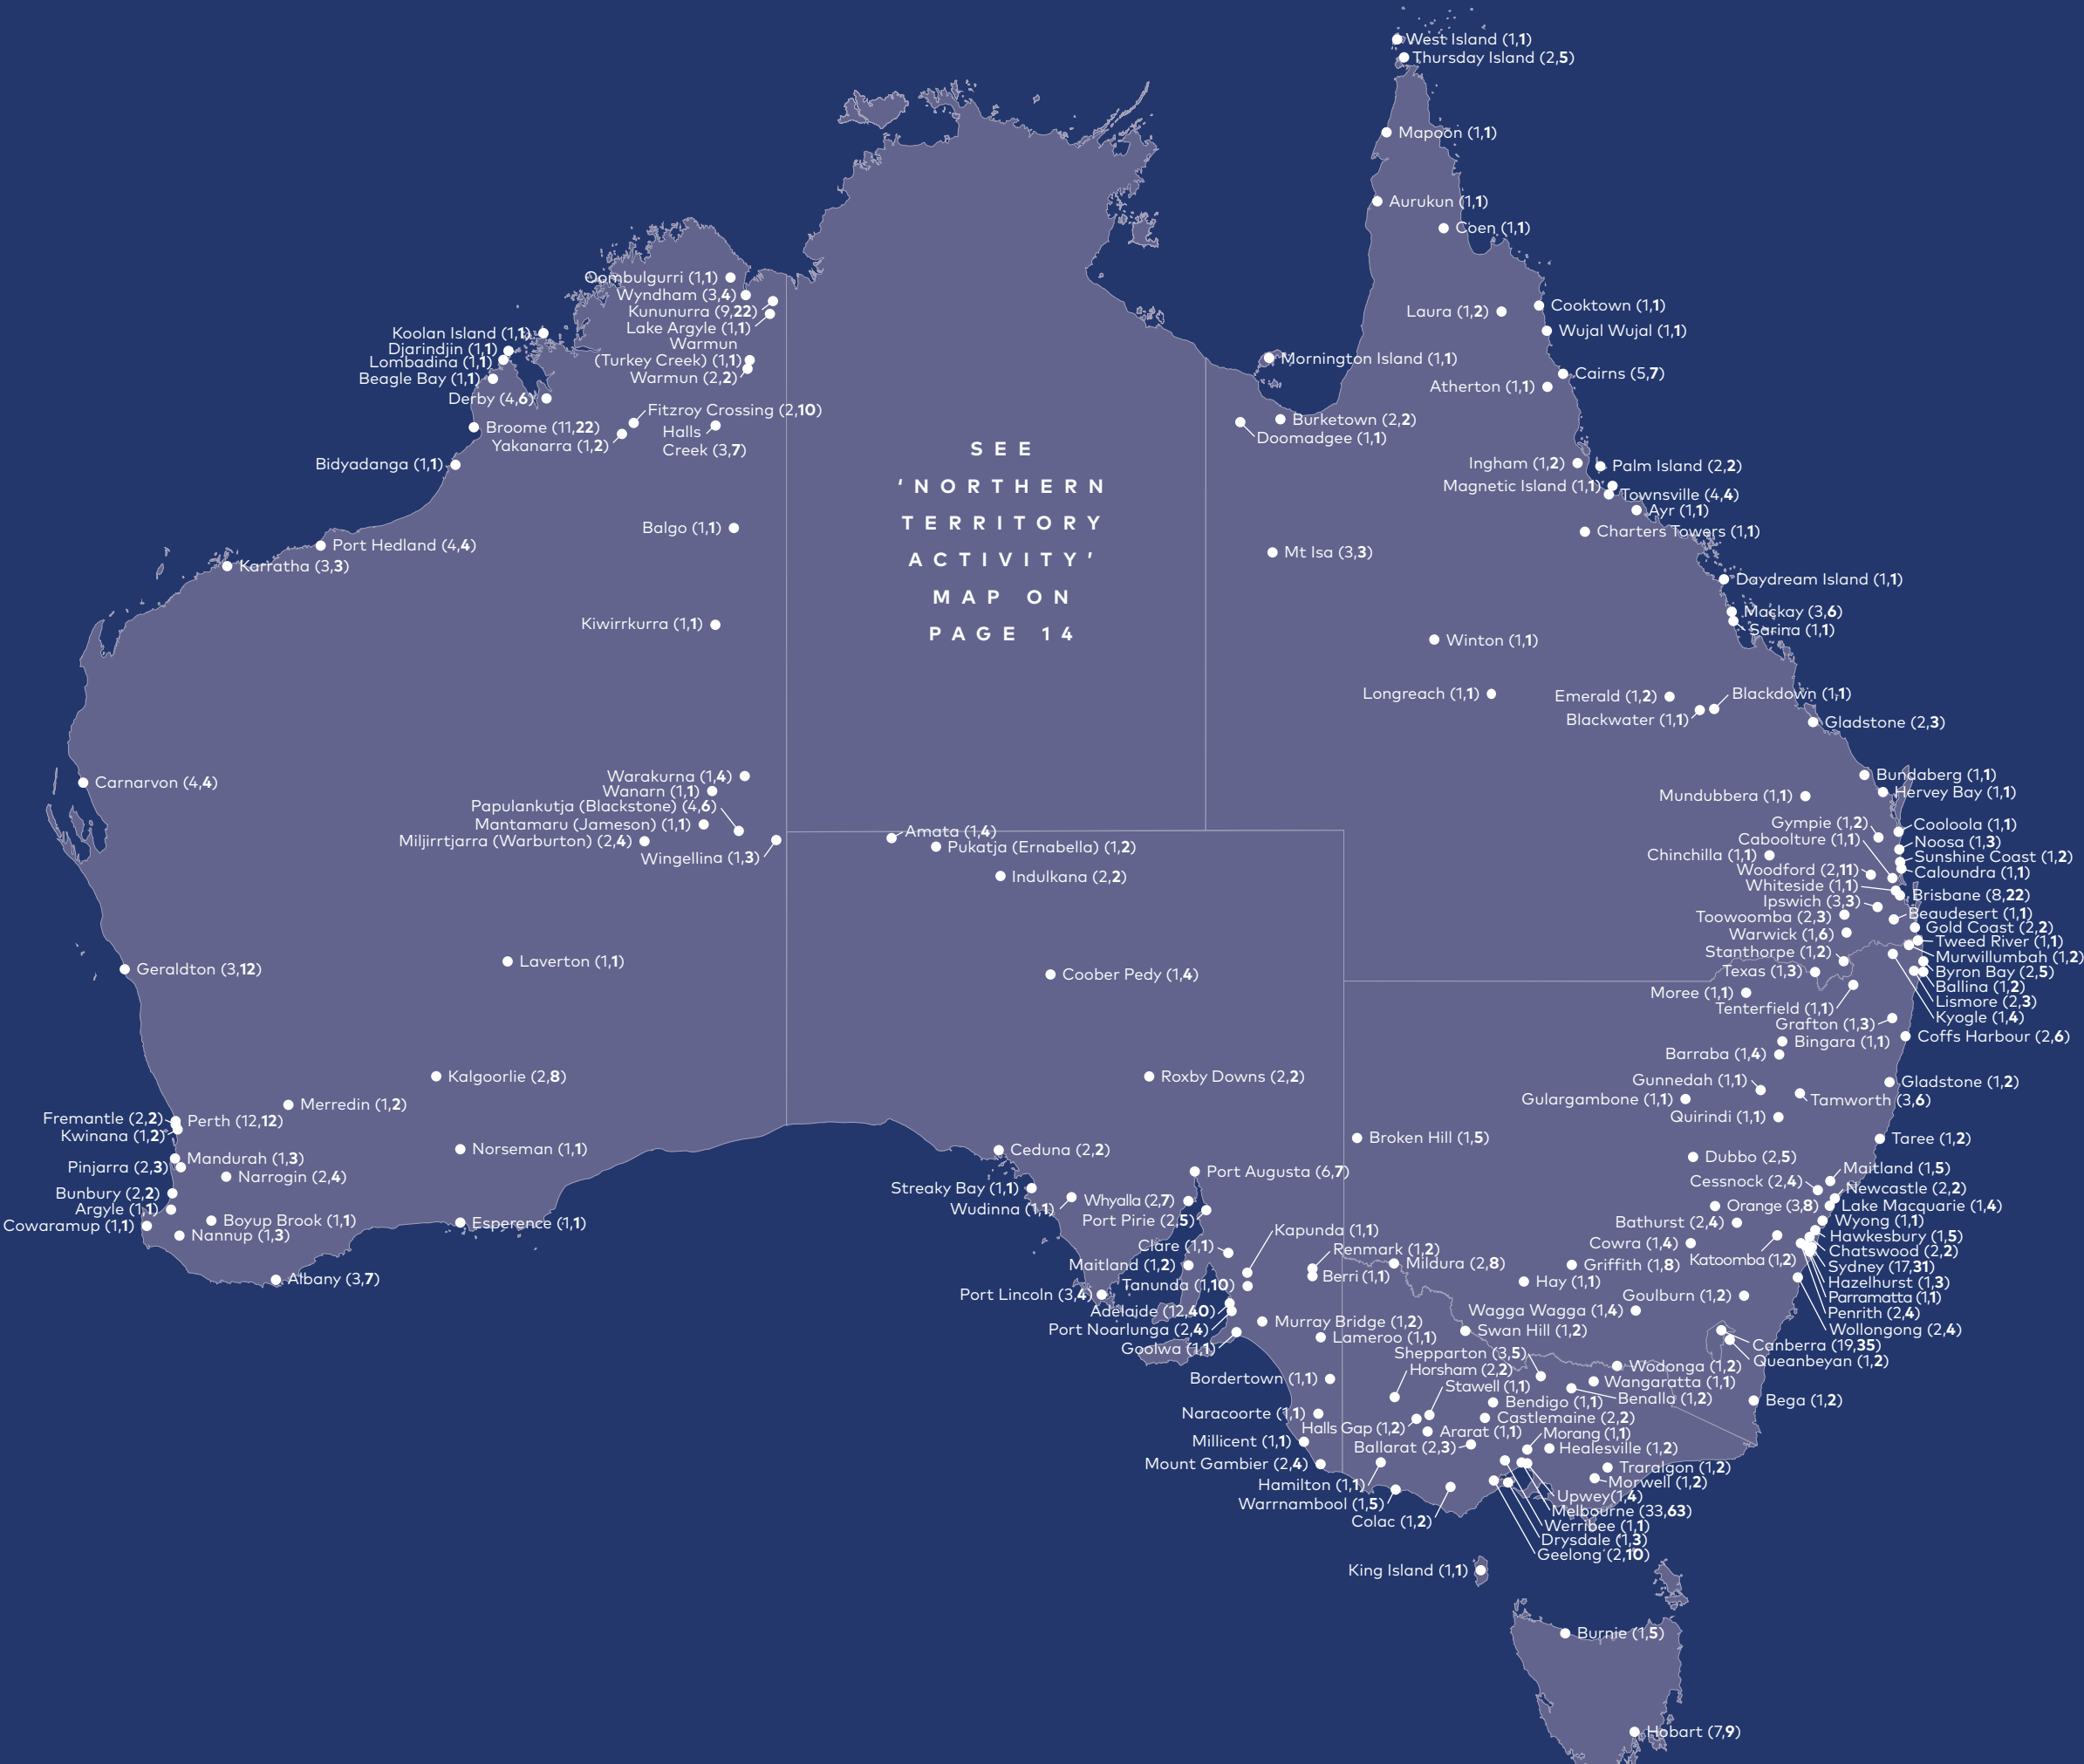 West Island (1,1)
Thursday Island (2,5)
Mapoon (1,1)
Aurukun (1,1)
Coen (1,1)
Oombulgurri (1,1)
Wyndham (3,4)
Kununurra (9,22)
Lake Argyle (1,1)
Warmun
(Turkey Creek) (1,1)
Warmun (2,2)
Koolan Island (1,1)
Djarindjin (1,1)
Lombadina (1,1)
Beagle Bay (1,1)
Derby (4,6)
Broome (11,22)
Fitzroy Crossing (2,10)
Yakanarra (1,2)
Halls
Creek (3,7)
Bidyadanga (1,1)
Balgo (1,1)
Port Hedland (4,4)
Karratha (3,3)
Kiwirrkurra (1,1)
SEE
‘NORTHERN
TERRITORY
ACTIVITY’
MAP ON
PAGE 14
Laura (1,2)
Cooktown (1,1)
Wujal Wujal (1,1)
Mornington Island (1,1)
Cairns (5,7)
Atherton (1,1)
Burketown (2,2)
Doomadgee (1,1)
Ingham (1,2)
Palm Island (2,2)
Magnetic Island (1,1)
Townsville (4,4)
Ayr (1,1)
Charters Towers (1,1)
Mt Isa (3,3)
Daydream Island (1,1)
Mackay (3,6)
Sarina (1,1)
Winton (1,1)
Longreach (1,1)
Emerald (1,2)
Blackdown (1,1)
Blackwater (1,1)
Gladstone (2,3)
Carnarvon (4,4)
Warakurna (1,4)
Wanarn (1,1)
Papulankutja (Blackstone) (4,6)
Mantamaru (Jameson) (1,1)
Miljirrtjarra (Warburton) (2,4)
Wingellina (1,3)
Amata (1,4)
Pukatja (Ernabella) (1,2)
Indulkana (2,2)
Bundaberg (1,1)
Hervey Bay (1,1)
Mundubbera (1,1)
Gympie (1,2)
Cooloola (1,1)
Caboolture (1,1)
Noosa (1,3)
Chinchilla (1,1)
Sunshine Coast (1,2)
Woodford (2,11)
Caloundra (1,1)
Whiteside (1,1)
Brisbane (8,22)
Ipswich (3,3)
Beaudesert (1,1)
Toowoomba (2,3)
Gold Coast (2,2)
Warwick (1,6)
Tweed River (1,1)
Stanthorpe (1,2)
Murwillumbah (1,2)
Texas (1,3)
Byron Bay (2,5)
Ballina (1,2)
Moree (1,1)
Lismore (2,3)
Tenterfield (1,1)
Kyogle (1,4)
Grafton (1,3)
Coffs Harbour (2,6)
Bingara (1,1)
Barraba (1,4)
Gunnedah (1,1)
Gladstone (1,2)
Gulargambone (1,1)
Tamworth (3,6)
Quirindi (1,1)
Geraldton (3,12)
Laverton (1,1)
Coober Pedy (1,4)
Kalgoorlie (2,8)
Roxby Downs (2,2)
Merredin (1,2)
Fremantle (2,2)
Perth (12,12)
Kwinana (1,2)
Norseman (1,1)
Mandurah (1,3)
Pinjarra (2,3)
Narrogin (2,4)
Bunbury (2,2)
Argyle (1,1)
Boyup Brook (1,1)
Cowaramup (1,1)
Nannup (1,3)
Esperence (1,1)
Albany (3,7)
Broken Hill (1,5)
Taree (1,2)
Ceduna (2,2)
Dubbo (2,5)
Port Augusta (6,7)
Maitland (1,5)
Cessnock (2,4)
Streaky Bay (1,1)
Newcastle (2,2)
Whyalla (2,7)
Wudinna (1,1)
Orange (3,8)
Lake Macquarie (1,4)
Port Pirie (2,5)
Bathurst (2,4)
Wyong (1,1)
Kapunda (1,1)
Hawkesbury (1,5)
Clare (1,1)
Renmark (1,2)
Cowra (1,4)
Chatswood (2,2)
Maitland (1,2)
Mildura (2,8)
Griffith (1,8)
Katoomba (1,2)
Sydney (17,31)
Berri (1,1)
Tanunda (1,10)
Hay (1,1)
Hazelhurst (1,3)
Port Lincoln (3,4)
Goulburn (1,2)
Parramatta (1,1)
Adelaide (12,40)
Wagga Wagga (1,4)
Penrith (2,4)
Murray Bridge (1,2)
Port Noarlunga (2,4)
Swan Hill (1,2)
Wollongong (2,4)
Lameroo (1,1)
Goolwa (1,1)
Canberra (19,35)
Shepparton (3,5)
Queanbeyan (1,2)
Horsham (2,2)
Wodonga (1,2)
Bordertown (1,1)
Stawell (1,1)
Wangaratta (1,1)
Benalla (1,2)
Bendigo (1,1)
Bega (1,2)
Naracoorte (1,1)
Castlemaine (2,2)
Halls Gap (1,2)
Ararat (1,1)
Morang (1,1)
Millicent (1,1)
Ballarat (2,3)
Healesville (1,2)
Mount Gambier (2,4)
Traralgon (1,2)
Hamilton (1,1)
Morwell (1,2)
Warrnambool (1,5)
Upwey(1,4)
Melbourne (33,63)
Colac (1,2)
Werribee (1,1)
Drysdale (1,3)
Geelong (2,10)
King Island (1,1)
Burnie (1,5)
Hobart (7,9)